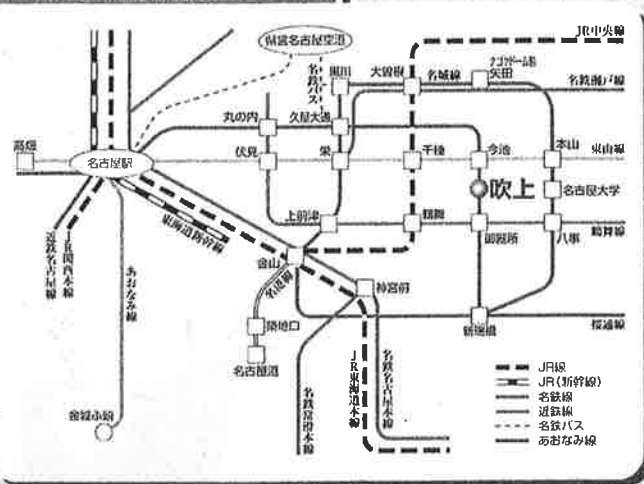 JR中央線
県営名古屋空港
名鉄バス
黒川
大曽根
名城線
ナゴヤドーム前
矢田
名鉄瀬戸線
丸の内
久屋大通
高畑
名古屋駅
伏見
栄
千種
今池
本山
東山線
吹上
名古屋大学
上前津
鶴舞
御器所
八事
鶴舞線
東海道新幹線
近鉄名古屋線
JR関西本線
あおなみ線
金山
名港線
神宮前
築地口
名古屋港
新瑞橋
桜通線
名鉄常滑本線
JR東海道本線
名鉄名古屋本線
金城ふ頭
JR線
JR(新幹線)
名鉄線
近鉄線
名鉄バス
あおなみ線